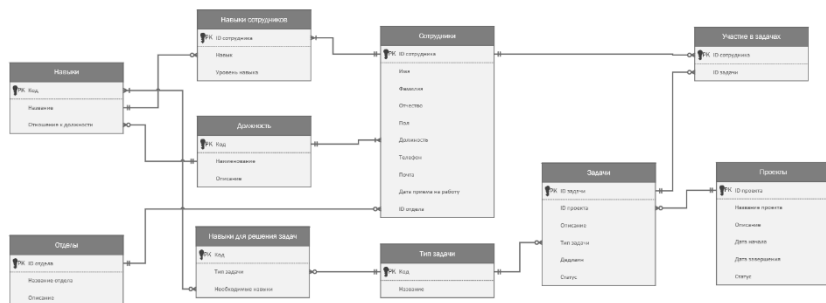 Навыки сотрудников
PK ID сотрудника
Навык
Уровень навыка
Сотрудники
PK ID сотрудника
Имя
Фамилия
Отчество
Пол
Должность
Телефон
Почта
Дата приема на работу
ID отдела
Участие в задачах
PK ID сотрудника
ID задачи
Навыки
PK Код
Название
Отношение к должности
Должность
PK Код
Наименование
Описание
Задачи
PK ID задачи
ID проекта
Описание
Тип задачи
Дедлайн
Статус
Проекты
PK ID проекта
Название проекта
Описание
Дата начала
Дата завершения
Статус
Отделы
PK ID отдела
Название отдела
Описание
Навыки для решения задач
PK Код
Тип задачи
Необходимые навыки
Тип задачи
PK Код
Название